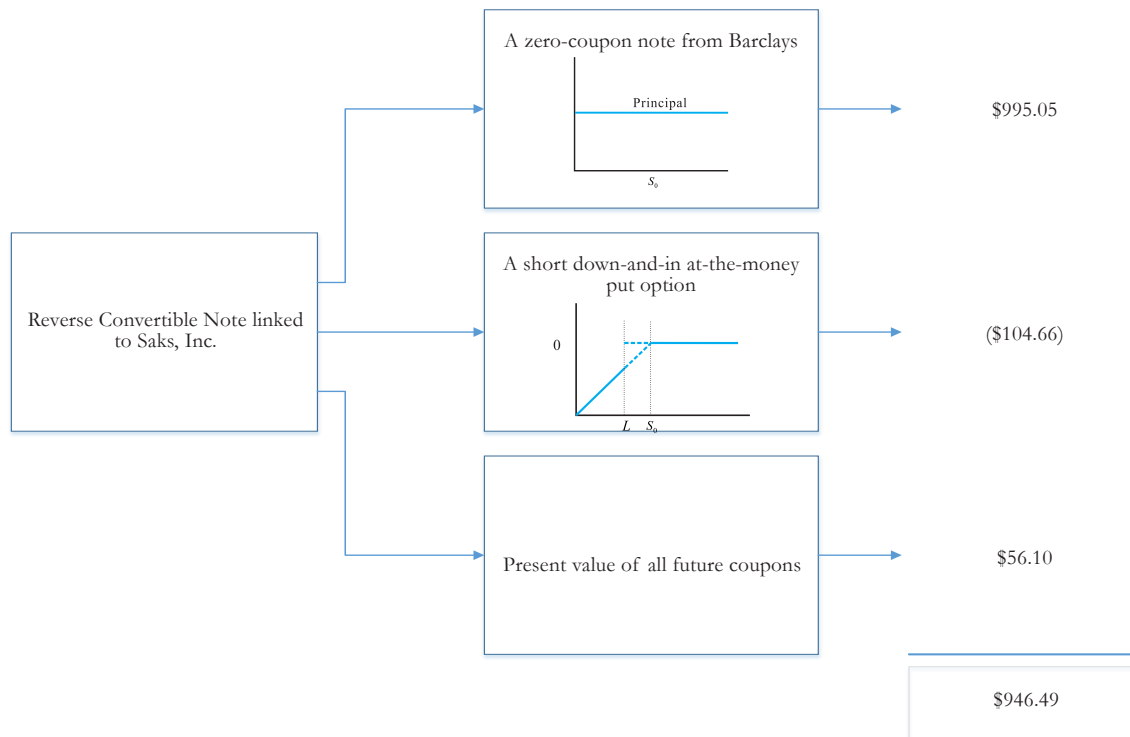 A zero-coupon note from Barclays
Principal
S₀
$995.05
Reverse Convertible Note linked
to Saks, Inc.
A short down-and-in at-the-money
put option
0
L S₀
($104.66)
Present value of all future coupons
$56.10
$946.49